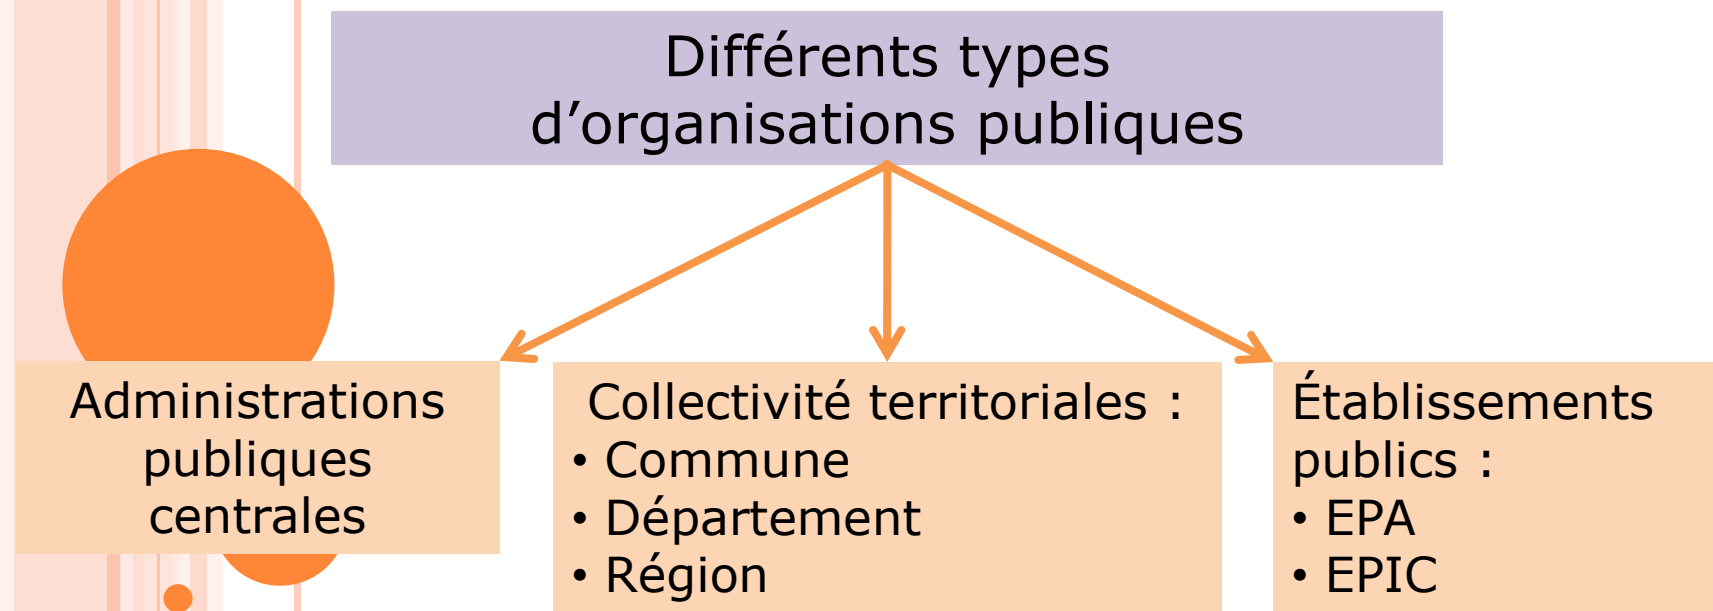 Différents types
d’organisations publiques
Administrations
publiques
centrales
Collectivité territoriales :
• Commune
• Département
• Région
Établissements
publics :
• EPA
• EPIC